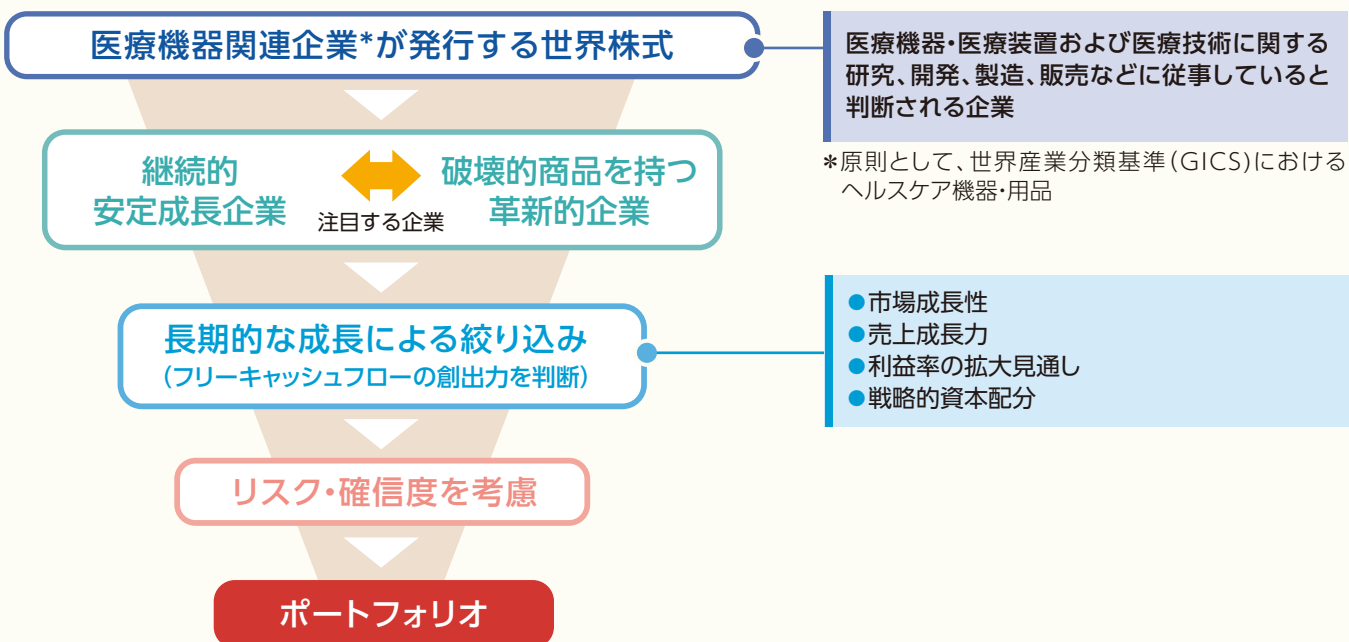 医療機器関連企業*が発行する世界株式
医療機器・医療装置および医療技術に関する
研究、開発、製造、販売などに従事していると
判断される企業
*原則として、世界産業分類基準(GICS)における
ヘルスケア機器・用品
継続的
安定成長企業
注目する企業
破壊的商品を持つ
革新的企業
長期的な成長による絞り込み
(フリーキャッシュフローの創出力を判断)
●市場成長性
●売上成長力
●利益率の拡大見通し
●戦略的資本配分
リスク・確信度を考慮
ポートフォリオ